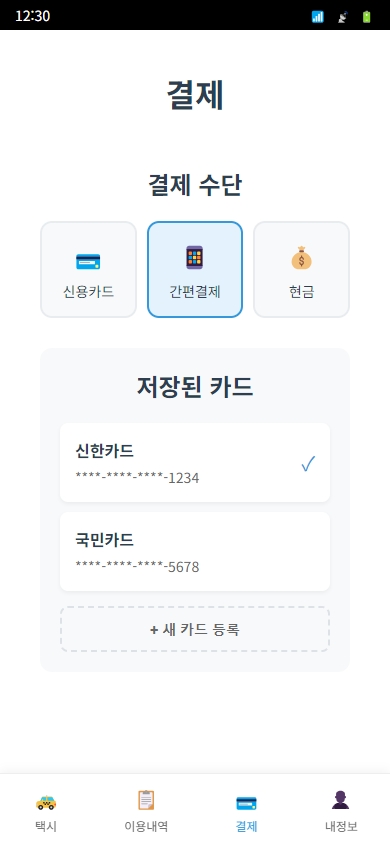 12:30
결제
결제 수단
신용카드
간편결제
현금
저장된 카드
신한카드
****-****-****-1234
국민카드
****-****-****-5678
+ 새 카드 등록
택시
이용내역
결제
내정보